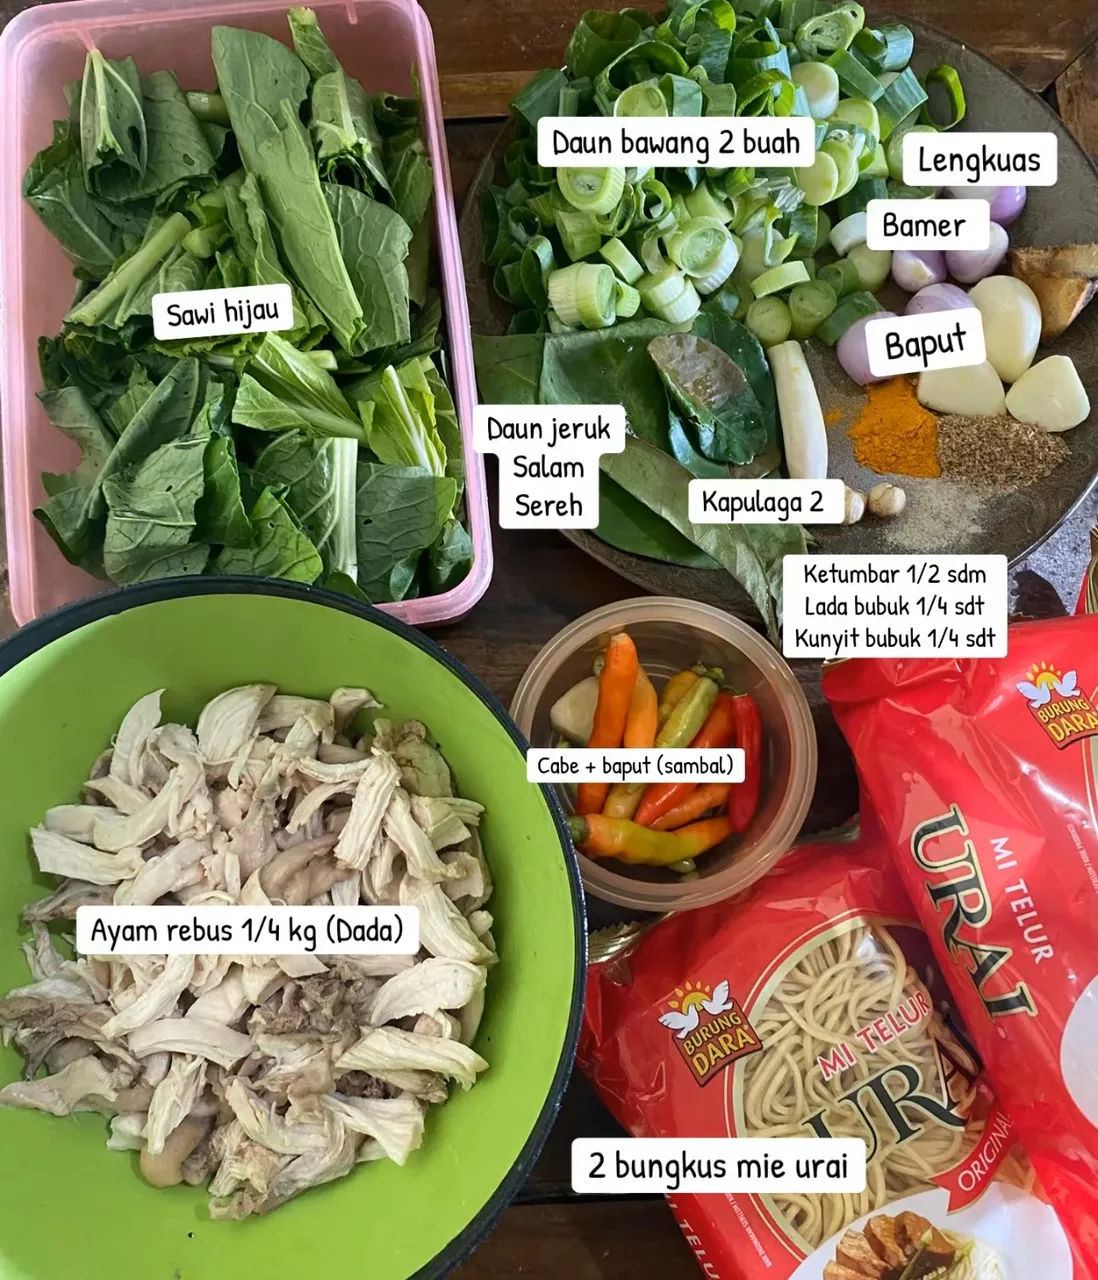 Daun bawang 2 buah
Lengkuas
Bamer
Sawi hijau
Baput
Daun jeruk
Salam
Sereh
Kapulaga 2
Ketumbar 1/2 sdm
Lada bubuk 1/4 sdt
Kunyit bubuk 1/4 sdt
Cabe + baput (sambal)
Ayam rebus 1/4 kg (Dada)
2 bungkus mie urai
BURUNG
DARA
MI TELUR
URAI
BURUNG
DARA
MI TELUR
URAI
ORIGINAL